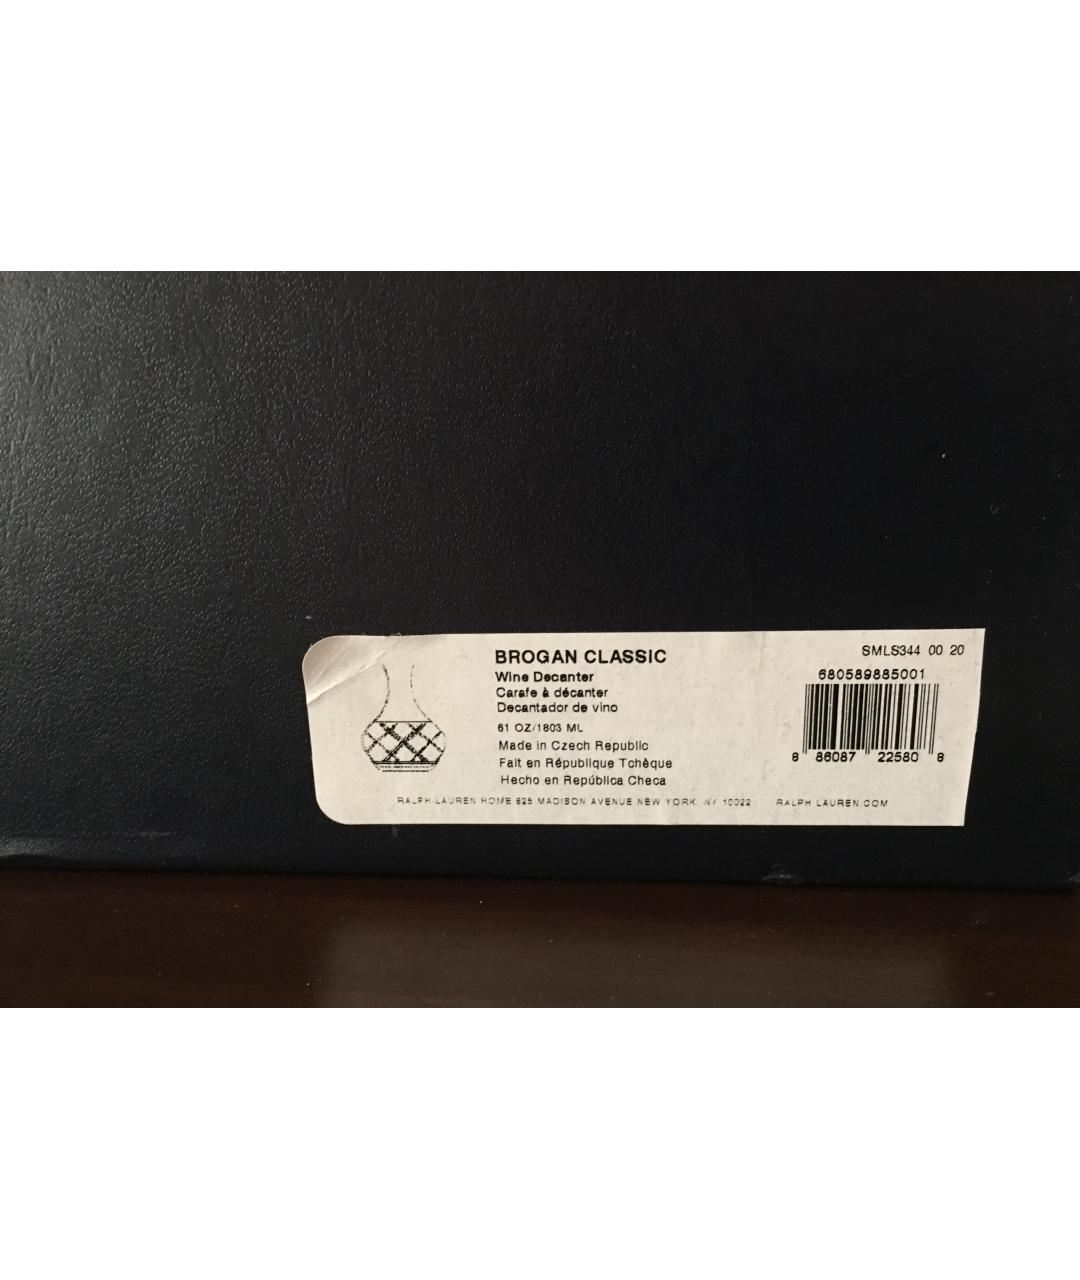 BROGAN CLASSIC
Wine Decanter
Carafe à décanter
Decantador de vino
61 OZ/1803 ML
Made in Czech Republic
Fait en République Tchèque
Hecho en República Checa
RALPH LAUREN HOME 625 MADISON AVENUE NEW YORK, NY 10022 RALPH LAUREN.COM
SMLS344 00 20
680589885001
8 86087 22580 8